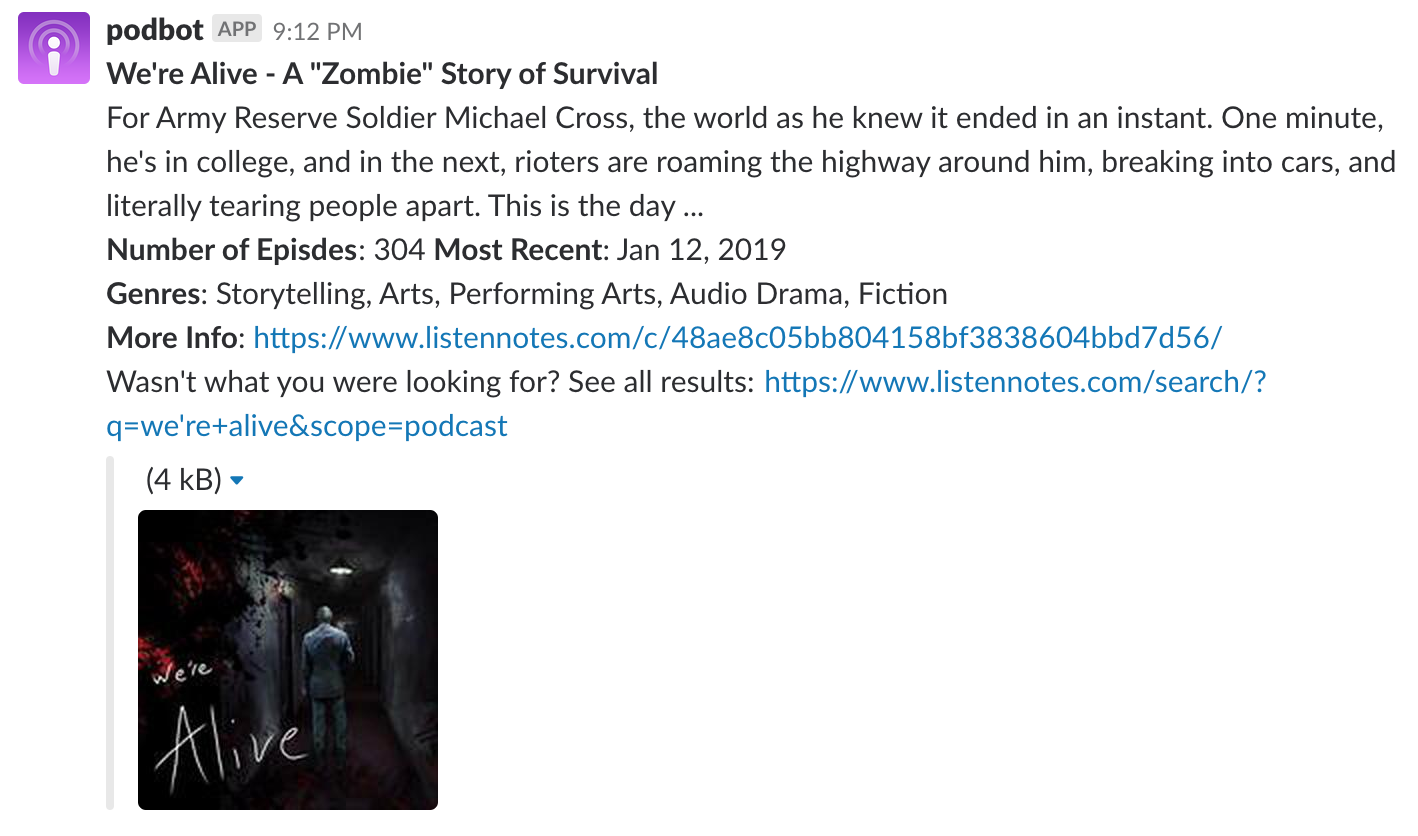 podbot APP 9:12 PM
We're Alive - A "Zombie" Story of Survival
For Army Reserve Soldier Michael Cross, the world as he knew it ended in an instant. One minute,
he's in college, and in the next, rioters are roaming the highway around him, breaking into cars, and
literally tearing people apart. This is the day ...
Number of Episdes: 304 Most Recent: Jan 12, 2019
Genres: Storytelling, Arts, Performing Arts, Audio Drama, Fiction
More Info: https://www.listennotes.com/c/48ae8c05bb804158bf3838604bbd7d56/
Wasn't what you were looking for? See all results: https://www.listennotes.com/search/?
q=we're+alive&scope=podcast
(4 kB)
we're
Alive